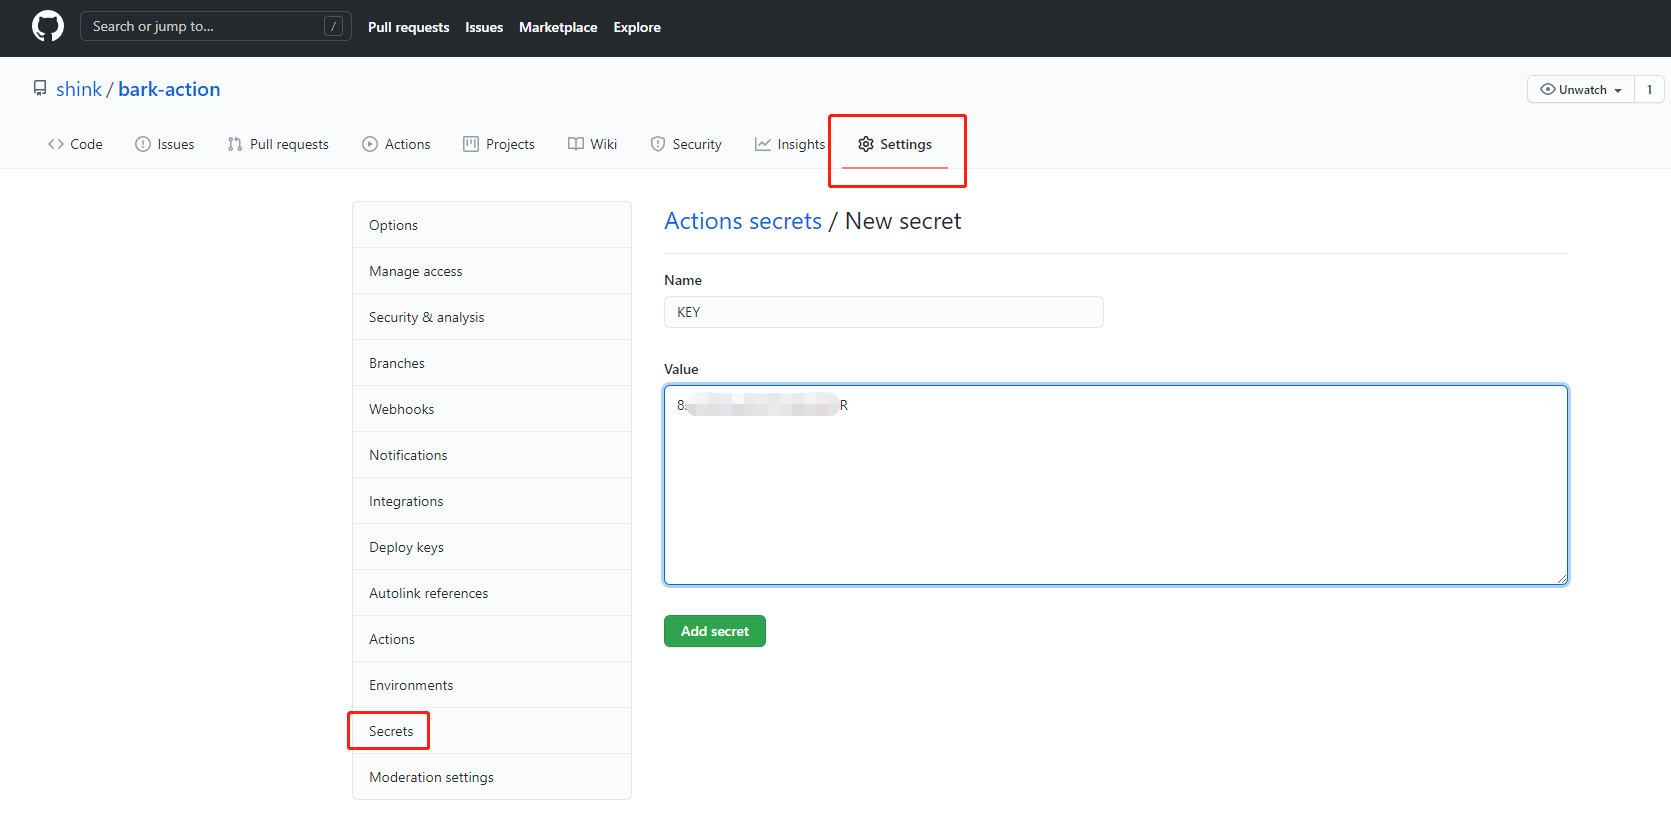 Search or jump to... /
Pull requests Issues Marketplace Explore
shink / bark-action
Unwatch 1
Code Issues Pull requests Actions Projects Wiki Security Insights Settings
Options
Manage access
Security & analysis
Branches
Webhooks
Notifications
Integrations
Deploy keys
Autolink references
Actions
Environments
Secrets
Moderation settings
Actions secrets / New secret
Name
KEY
Value
8 R
Add secret